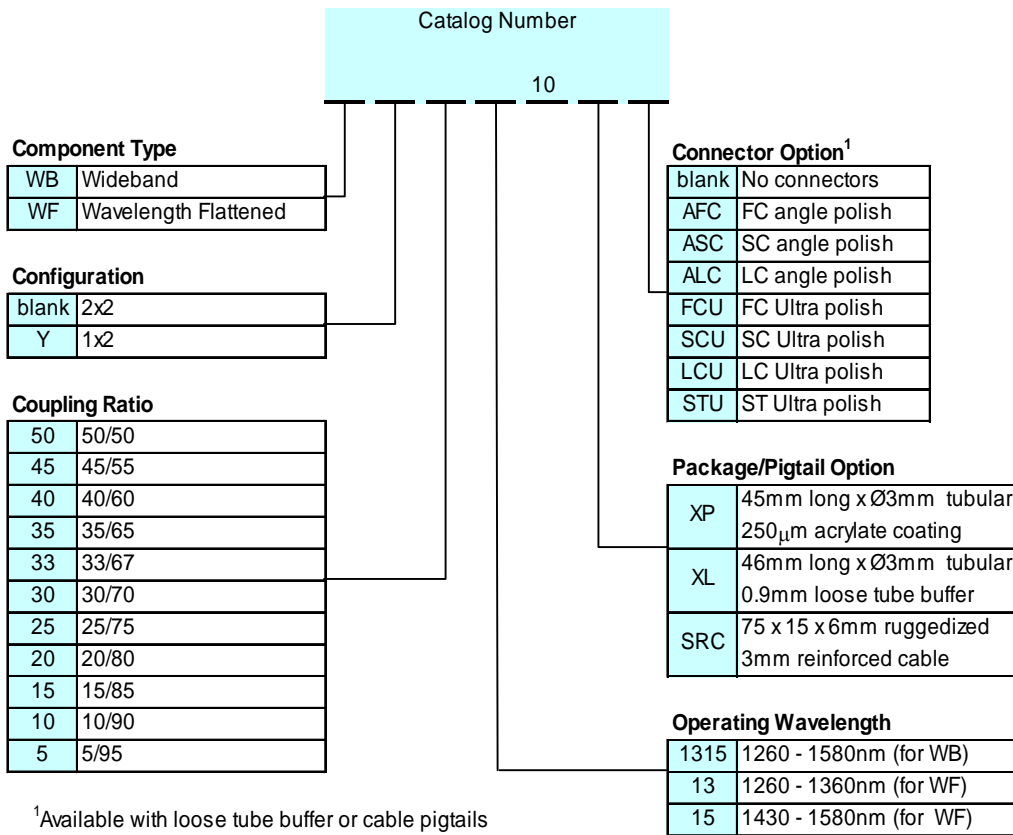 Catalog Number
10
Component Type
WB Wideband
WF Wavelength Flattened
Configuration
blank 2x2
Y 1x2
Coupling Ratio
50 50/50
45 45/55
40 40/60
35 35/65
33 33/67
30 30/70
25 25/75
20 20/80
15 15/85
10 10/90
5 5/95
¹Available with loose tube buffer or cable pigtails
Connector Option¹
blank No connectors
AFC FC angle polish
ASC SC angle polish
ALC LC angle polish
FCU FC Ultra polish
SCU SC Ultra polish
LCU LC Ultra polish
STU ST Ultra polish
Package/Pigtail Option
XP 45mm long x Ø3mm tubular
250μm acrylate coating
XL 46mm long x Ø3mm tubular
0.9mm loose tube buffer
SRC 75 x 15 x 6mm ruggedized
3mm reinforced cable
Operating Wavelength
1315 1260 - 1580nm (for WB)
13 1260 - 1360nm (for WF)
15 1430 - 1580nm (for WF)